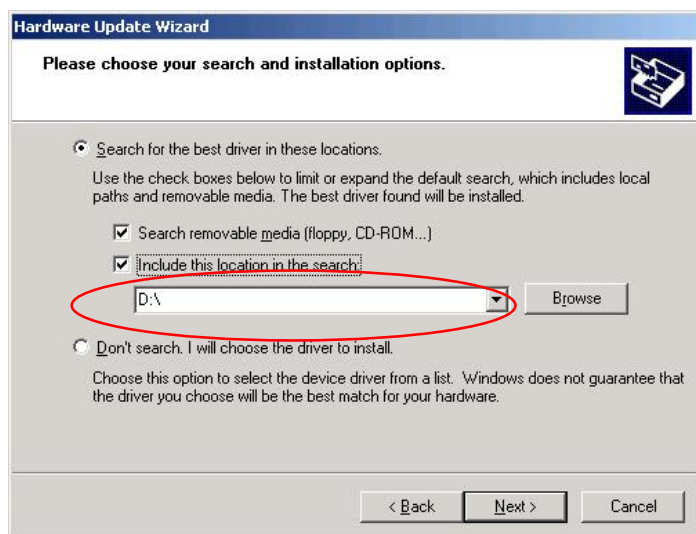 Hardware Update Wizard
Please choose your search and installation options.
Search for the best driver in these locations.
Use the check boxes below to limit or expand the default search, which includes local
paths and removable media. The best driver found will be installed.
Search removable media (floppy, CD-ROM...)
Include this location in the search:
D:\
Browse
Don't search. I will choose the driver to install.
Choose this option to select the device driver from a list. Windows does not guarantee that
the driver you choose will be the best match for your hardware.
< Back
Next >
Cancel